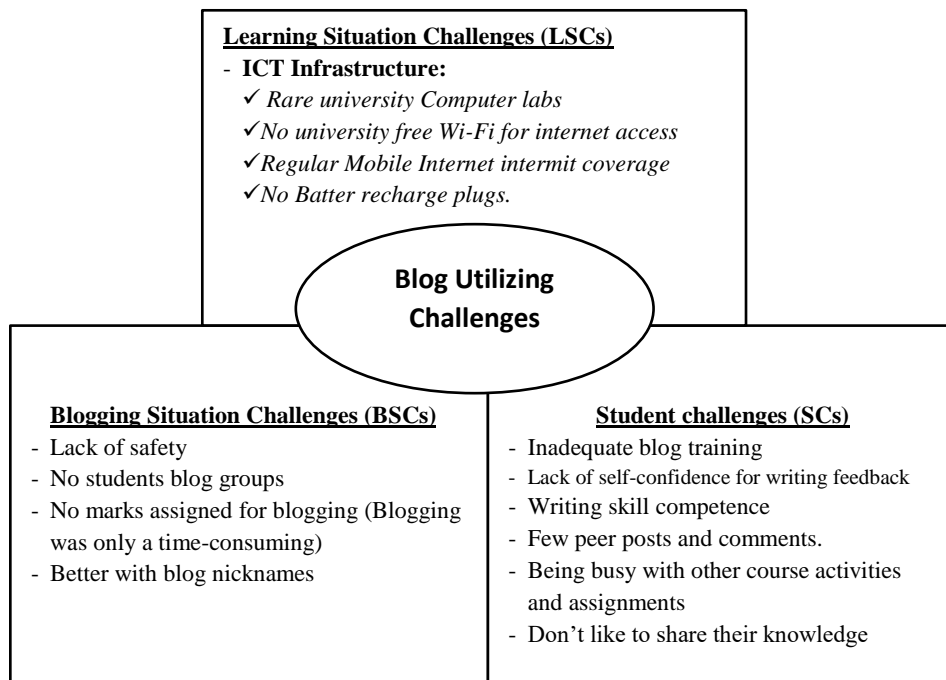 Learning Situation Challenges (LSCs)
- ICT Infrastructure:
✓ Rare university Computer labs
✓No university free Wi-Fi for internet access
✓Regular Mobile Internet intermit coverage
✓No Batter recharge plugs.
Blog Utilizing
Challenges
Blogging Situation Challenges (BSCs)
- Lack of safety
- No students blog groups
- No marks assigned for blogging (Blogging
was only a time-consuming)
- Better with blog nicknames
Student challenges (SCs)
- Inadequate blog training
- Lack of self-confidence for writing feedback
- Writing skill competence
- Few peer posts and comments.
- Being busy with other course activities
and assignments
- Don’t like to share their knowledge